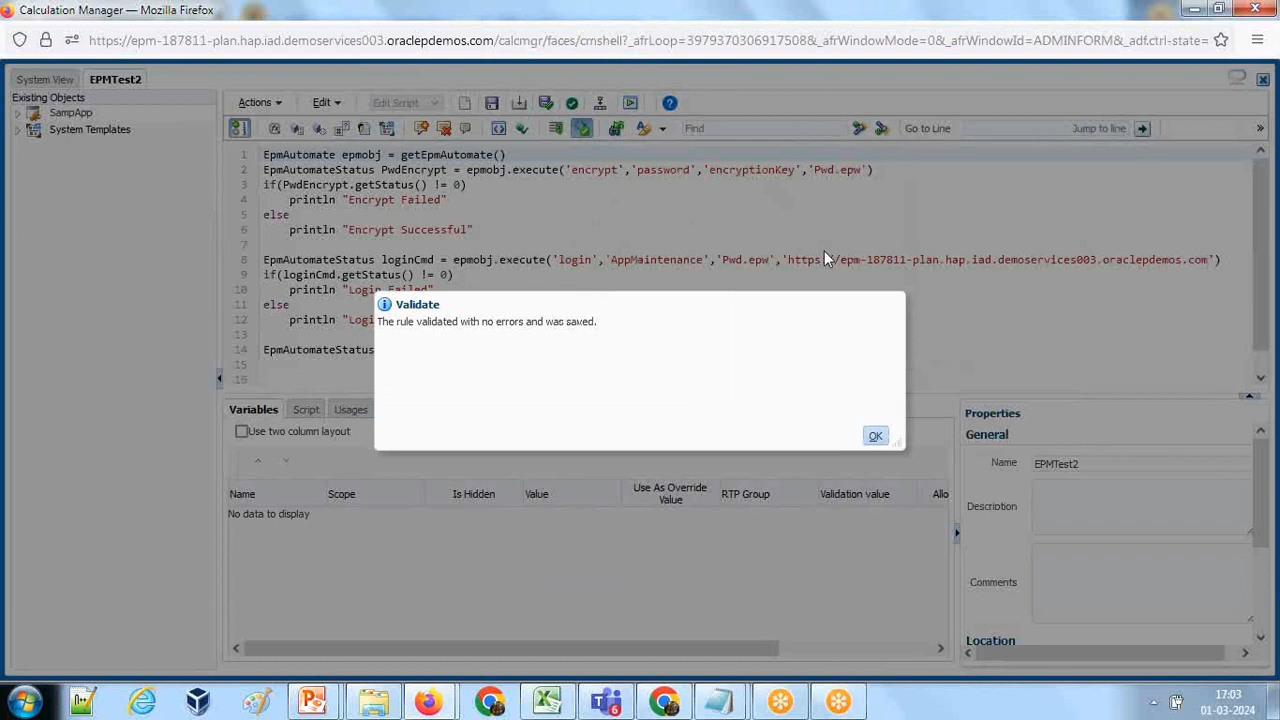 Calculation Manager — Mozilla Firefox
https://epm-187811-plan.hap.iad.demoservices003.oraclepdemos.com/calcmgr/faces/cmshell?_afrLoop=39793703069175088&_afrWindowMode=0&_afrWindowId=ADMINFORM&_adf.ctrl-state=
System View
EPMTest2
Existing Objects
SampApp
System Templates
Actions
Edit
Edit Script
Find
Go to Line
Jump to line
1 EpmAutomate epmobj = getEpmAutomate()
2 EpmAutomateStatus PwdEncrypt = epmobj.execute('encrypt','password','encryptionKey','Pwd.epw')
3 if(PwdEncrypt.getStatus() != 0)
4 println "Encrypt Failed"
5 else
6 println "Encrypt Successful"
7
8 EpmAutomateStatus loginCmd = epmobj.execute('login','AppMaintenance','Pwd.epw','https://epm-187811-plan.hap.iad.demoservices003.oraclepdemos.com')
9 if(loginCmd.getStatus() != 0)
10 println "Login Failed"
11 else
12 println "Logi
13
14 EpmAutomateStatus
15
16
Validate
The rule validated with no errors and was saved.
OK
Variables
Script
Usages
Use two column layout
Name
Scope
Is Hidden
Value
Use As Override Value
RTP Group
Validation value
Allo
No data to display
Properties
General
Name
EPMTest2
Description
Comments
Location
17:03
01-03-2024